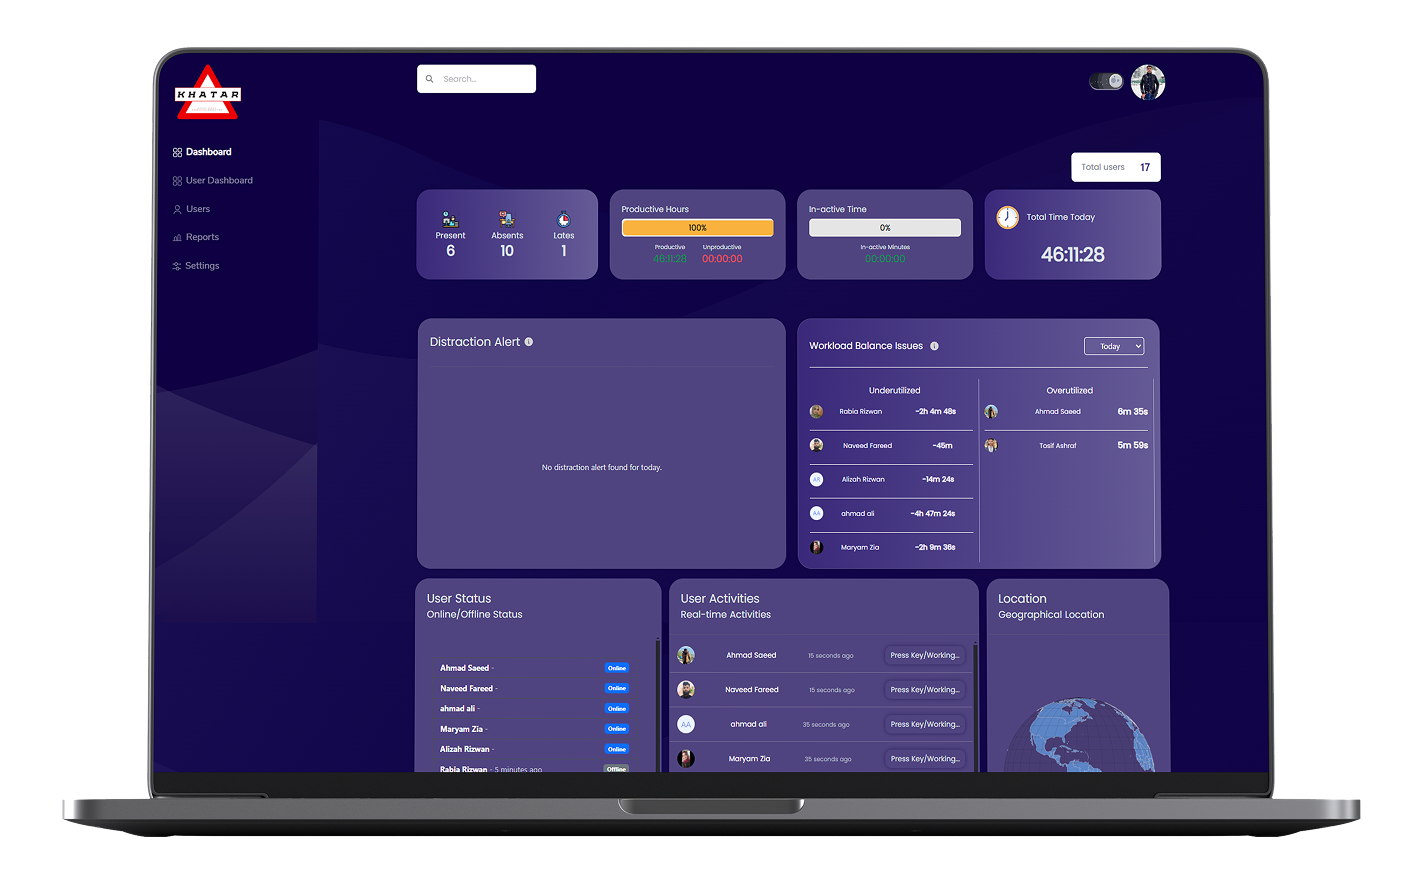 KHATAR
Search...
Dashboard
User Dashboard
Users
Reports
Settings
Total users 17
Present
6
Absents
10
Lates
1
Productive Hours
100%
Productive Unproductive
46:11:28 00:00:00
In-active Time
0%
In-active Minutes
00:00:00
Total Time Today
46:11:28
Distraction Alert
No distraction alert found for today.
Workload Balance Issues
Today
Underutilized
Rabia Rizwan -2h 4m 48s
Naveed Fareed -45m
AR Alizah Rizwan -14m 24s
AA ahmad ali -4h 47m 24s
Maryam Zia -2h 9m 36s
Overutilized
Ahmad Saeed 6m 35s
Tosif Ashraf 5m 59s
User Status
Online/Offline Status
Ahmad Saeed - Online
Naveed Fareed - Online
ahmad ali - Online
Maryam Zia - Online
Alizah Rizwan - Online
Rabia Rizwan - 5 minutes ago Offline
User Activities
Real-time Activities
Ahmad Saeed 15 seconds ago Press Key/Working...
Naveed Fareed 15 seconds ago Press Key/Working...
AA ahmad ali 35 seconds ago Press Key/Working...
Maryam Zia 35 seconds ago Press Key/Working...
Location
Geographical Location